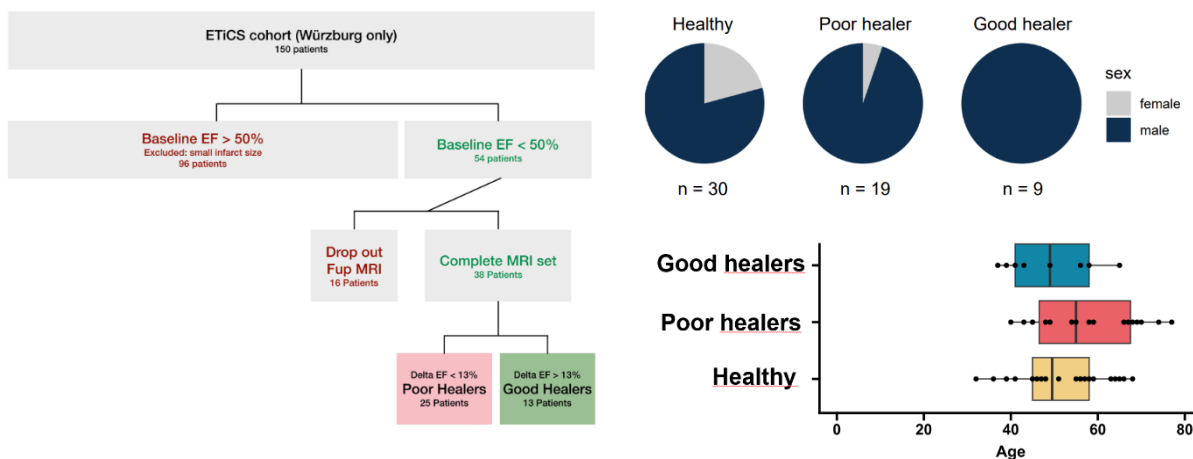 ETiCS cohort (Würzburg only)
150 patients
Baseline EF > 50%
Excluded: small infarct size
96 patients
Baseline EF < 50%
54 patients
Drop out
Fup MRI
16 Patients
Complete MRI set
38 Patients
Delta EF < 13%
Poor Healers
25 Patients
Delta EF > 13%
Good Healers
13 Patients
Healthy
Poor healer
Good healer
sex
female
male
n = 30
n = 19
n = 9
Good healers
Poor healers
Healthy
0
20
40
60
80
Age